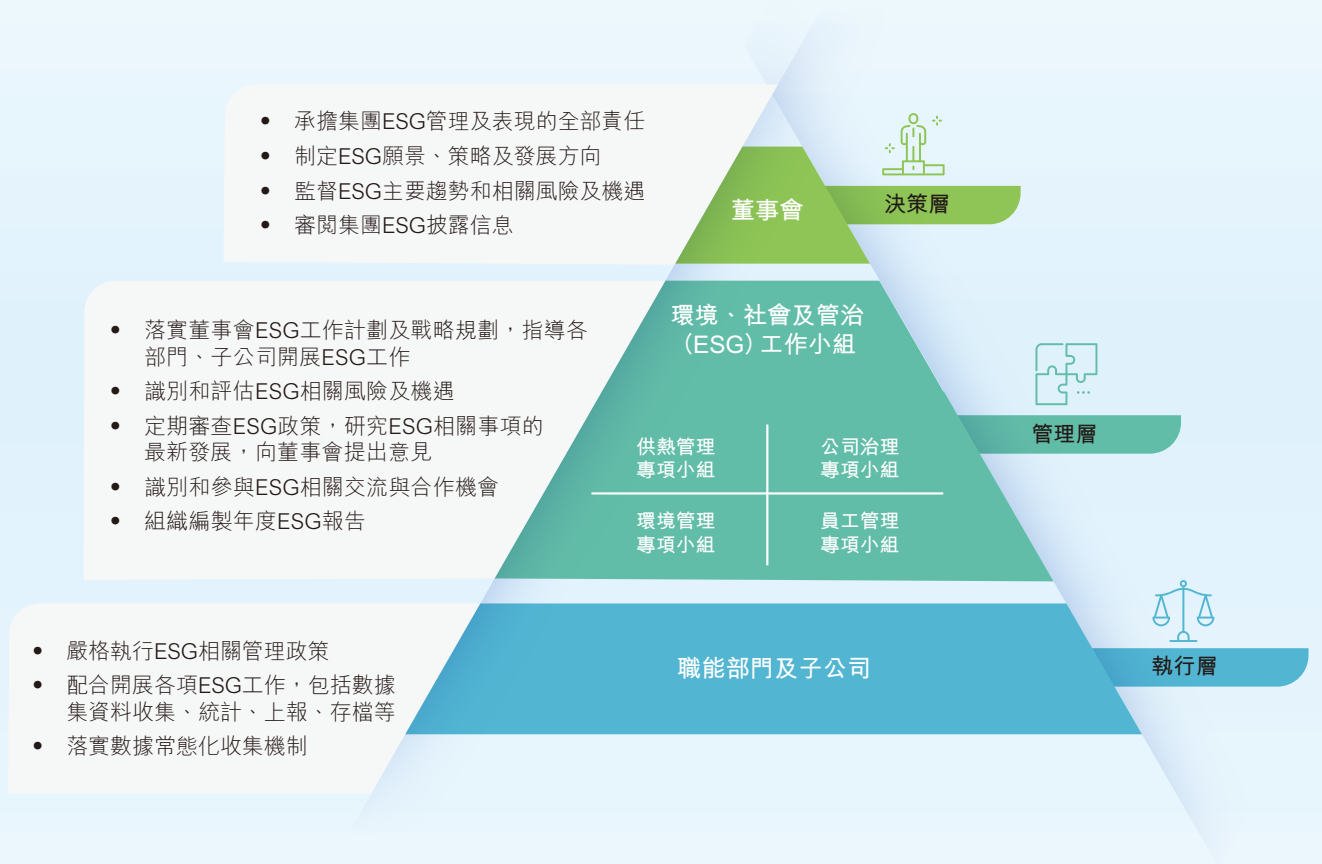 • 承擔集團ESG管理及表現的全部責任
• 制定ESG願景、策略及發展方向
• 監督ESG主要趨勢和相關風險及機遇
• 審閱集團ESG披露信息
董事會
決策層
• 落實董事會ESG工作計劃及戰略規劃，指導各
部門、子公司開展ESG工作
• 識別和評估ESG相關風險及機遇
• 定期審查ESG政策，研究ESG相關事項的
最新發展，向董事會提出意見
• 識別和參與ESG相關交流與合作機會
• 組織編製年度ESG報告
環境、社會及管治
（ESG）工作小組
供熱管理
專項小組
公司治理
專項小組
環境管理
專項小組
員工管理
專項小組
管理層
• 嚴格執行ESG相關管理政策
• 配合開展各項ESG工作，包括數據
集資料收集、統計、上報、存檔等
• 落實數據常態化收集機制
職能部門及子公司
執行層